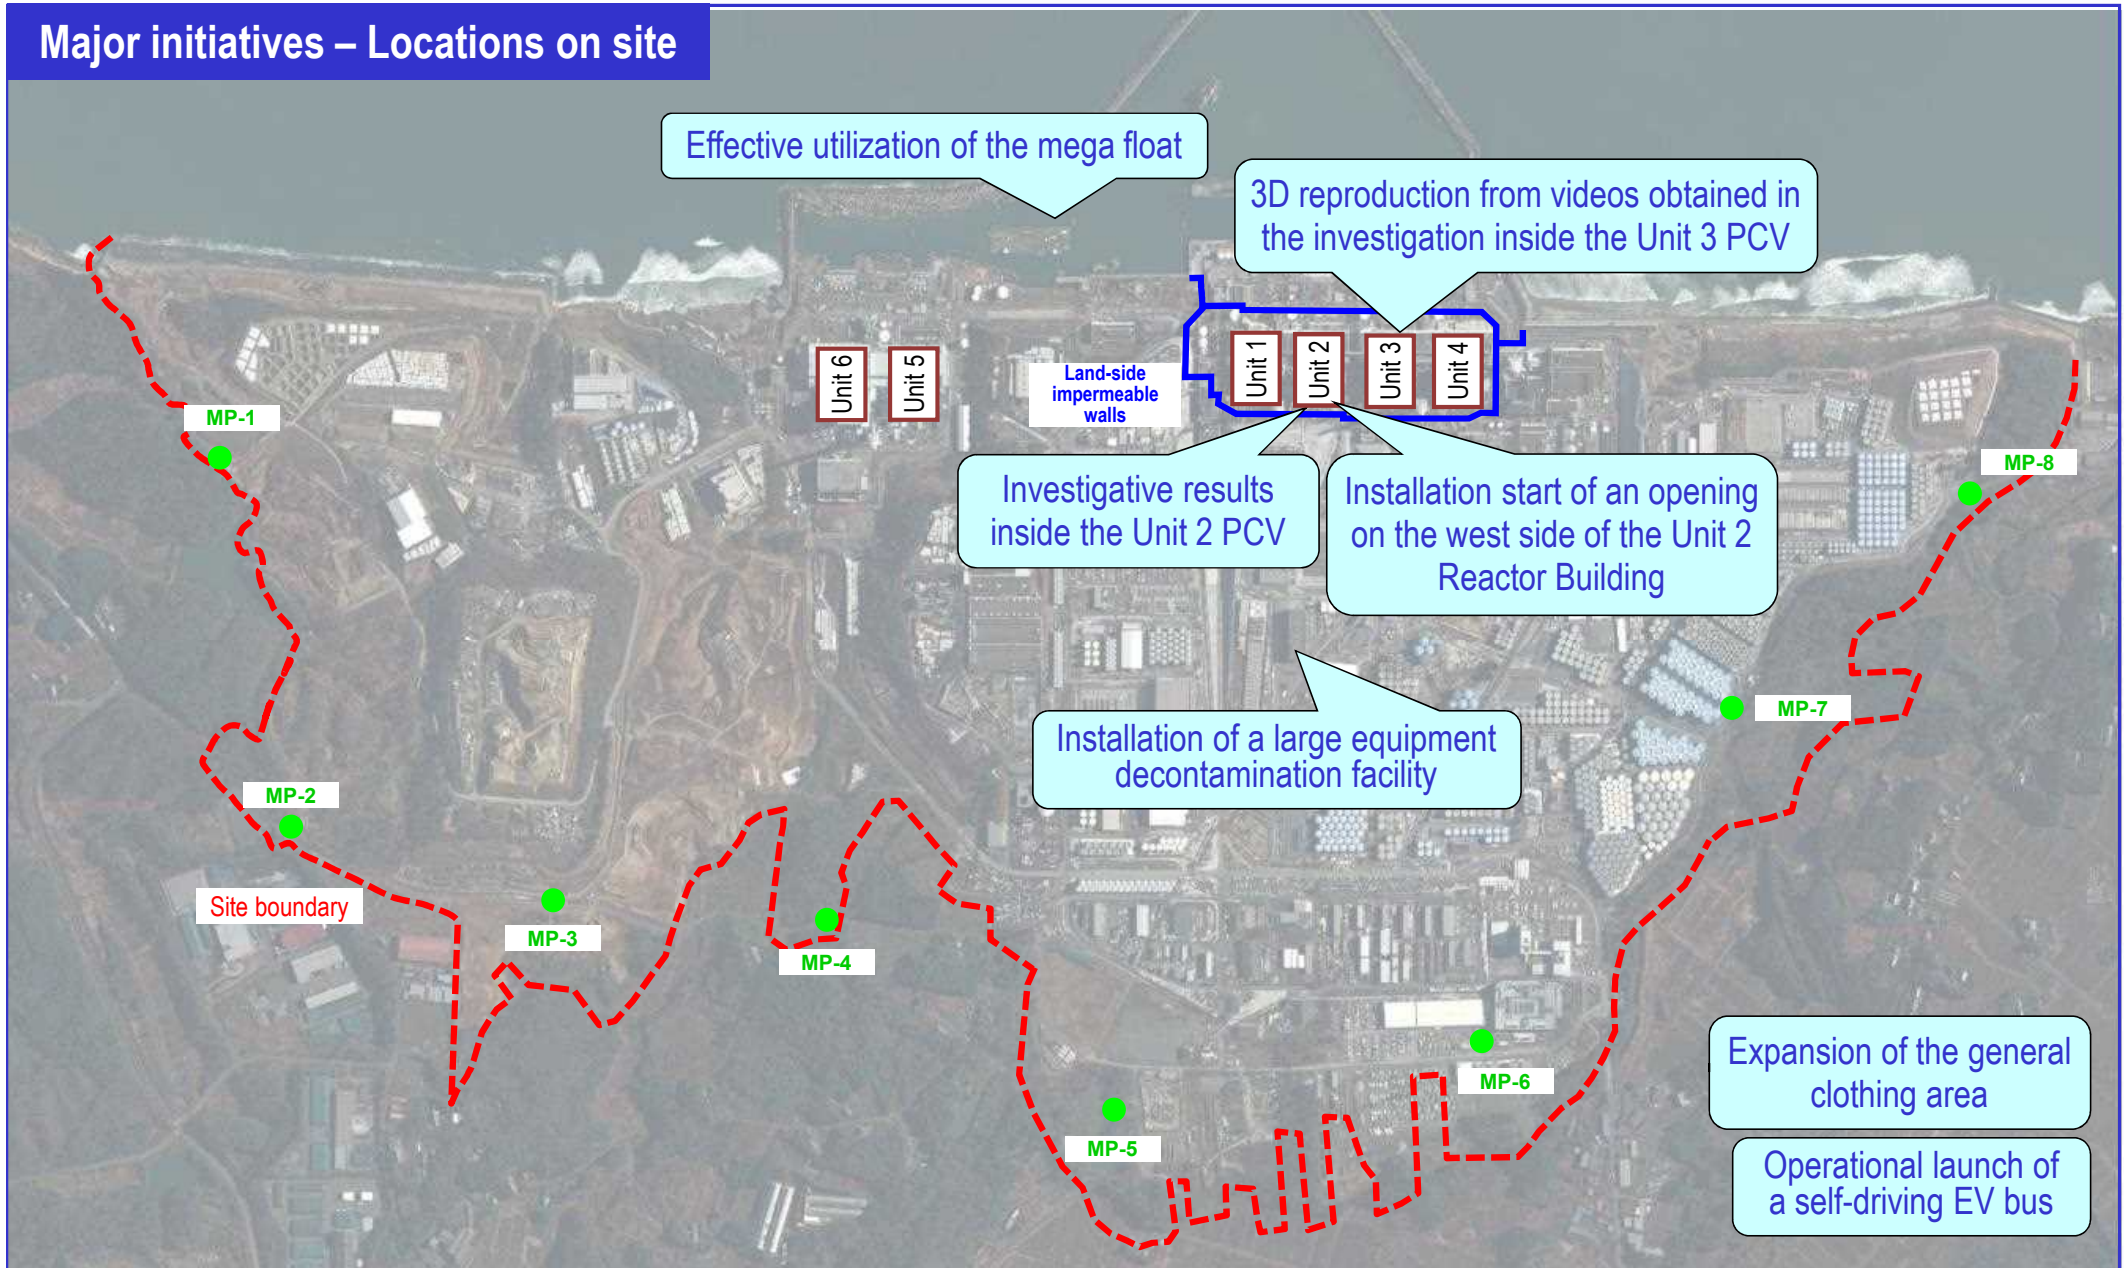 Major initiatives – Locations on site
Effective utilization of the mega float
3D reproduction from videos obtained in
the investigation inside the Unit 3 PCV
Unit 6
Unit 5
Land-side
impermeable
walls
Unit 1
Unit 2
Unit 3
Unit 4
MP-1
Investigative results
inside the Unit 2 PCV
Installation start of an opening
on the west side of the Unit 2
Reactor Building
MP-8
MP-7
Installation of a large equipment
decontamination facility
MP-2
Site boundary
MP-3
MP-4
MP-5
MP-6
Expansion of the general
clothing area
Operational launch of
a self-driving EV bus